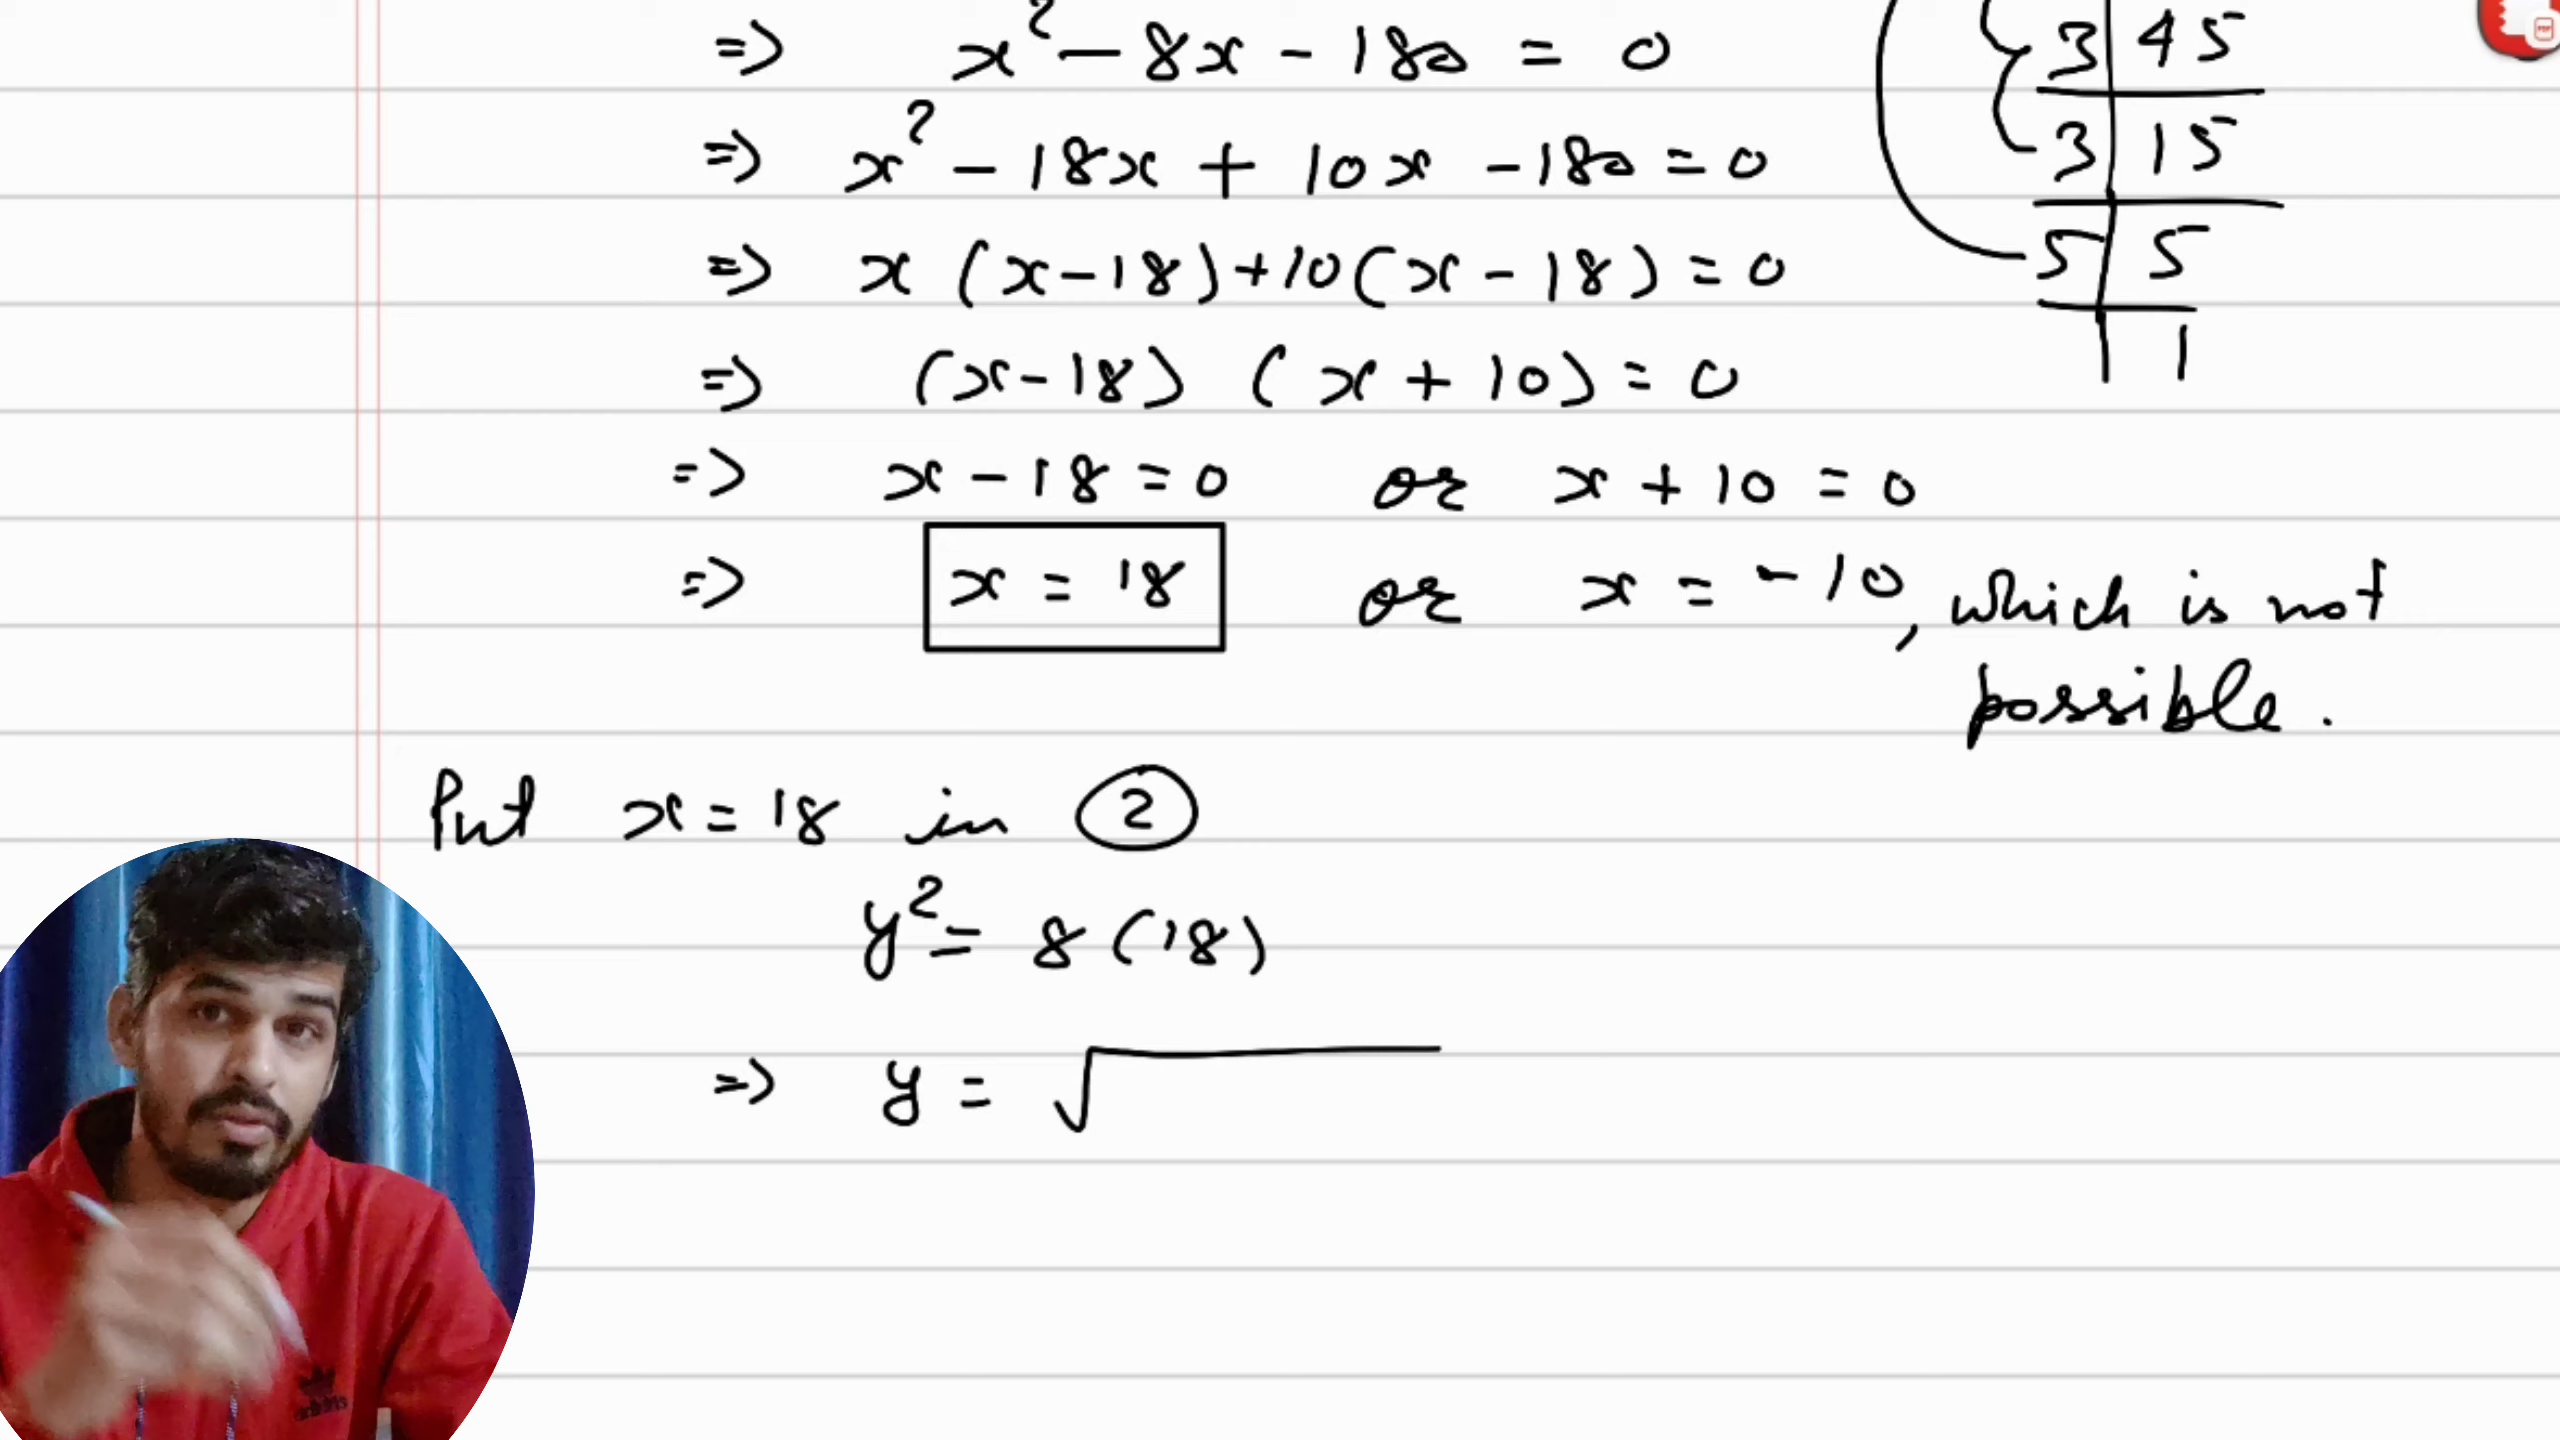 => x² - 8x - 180 = 0
=> x² - 18x + 10x - 180 = 0
=> x (x-18) + 10 (x - 18) = 0
=> (x-18) (x + 10) = 0
=> x - 18 = 0 or x + 10 = 0
=> x = 18 or x = -10, which is not
possible.
Put x = 18 in 2
y² = 8 (18)
=> y = √
3 | 45
3 | 15
5 | 5
| 1
adidas